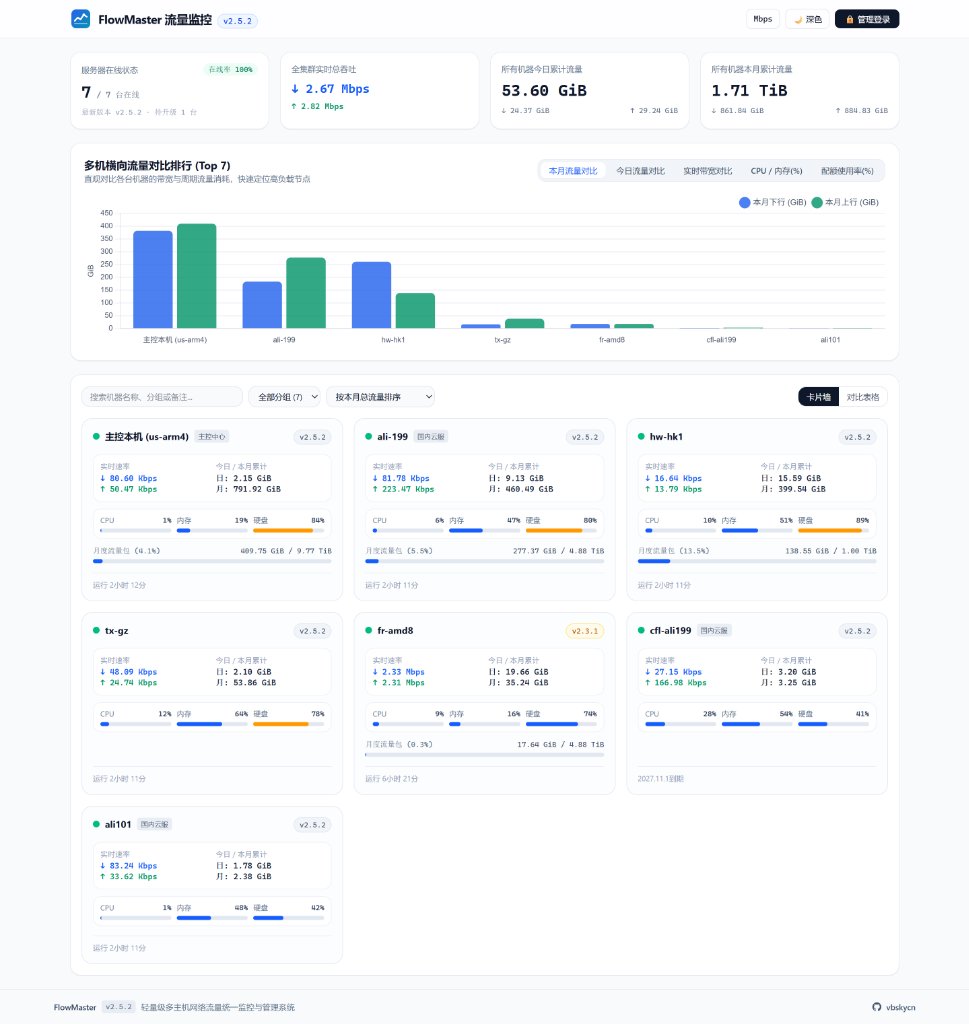 FlowMaster 流量监控 v2.5.2
Mbps 🌙 深色 🔒 管理登录
服务器在线状态 在线率 100%
7 / 7 台在线
最新版本 v2.5.2 · 待升级 1 台
全集群实时总吞吐
↓ 2.67 Mbps
↑ 2.82 Mbps
所有机器今日累计流量
53.60 GiB
↓ 24.37 GiB ↑ 29.24 GiB
所有机器本月累计流量
1.71 TiB
↓ 861.84 GiB ↑ 884.83 GiB
多机横向流量对比排行 (Top 7)
直观对比各台机器的带宽与周期流量消耗，快速定位高负载节点
本月流量对比 今日流量对比 实时带宽对比 CPU / 内存(%) 配额使用率(%)
本月下行 (GiB) 本月上行 (GiB)
GiB
450
400
350
300
250
200
150
100
50
0
主控本机 (us-arm4) ali-199 hw-hk1 tx-gz fr-amd8 cfl-ali199 ali101
搜索机器名称、分组或备注... 全部分组 (7) 按本月总流量排序 卡片墙 对比表格
主控本机 (us-arm4) 主控中心 v2.5.2
实时速率 今日 / 本月累计
↓ 80.60 Kbps 日: 2.15 GiB
↑ 50.47 Kbps 月: 791.92 GiB
CPU 1% 内存 19% 硬盘 84%
月度流量包 (4.1%) 409.75 GiB / 9.77 TiB
运行 2小时 12分
ali-199 国内云服 v2.5.2
实时速率 今日 / 本月累计
↓ 81.78 Kbps 日: 9.13 GiB
↑ 223.47 Kbps 月: 460.49 GiB
CPU 6% 内存 47% 硬盘 80%
月度流量包 (5.5%) 277.37 GiB / 4.88 TiB
运行 2小时 11分
hw-hk1 v2.5.2
实时速率 今日 / 本月累计
↓ 16.64 Kbps 日: 15.59 GiB
↑ 13.79 Kbps 月: 399.54 GiB
CPU 10% 内存 51% 硬盘 89%
月度流量包 (13.5%) 138.55 GiB / 1.00 TiB
运行 2小时 11分
tx-gz v2.5.2
实时速率 今日 / 本月累计
↓ 48.09 Kbps 日: 2.10 GiB
↑ 24.74 Kbps 月: 53.86 GiB
CPU 12% 内存 64% 硬盘 78%
运行 2小时 11分
fr-amd8 v2.3.1
实时速率 今日 / 本月累计
↓ 2.33 Mbps 日: 19.66 GiB
↑ 2.31 Mbps 月: 35.24 GiB
CPU 9% 内存 16% 硬盘 74%
月度流量包 (0.3%) 17.64 GiB / 4.88 TiB
运行 6小时 21分
cfl-ali199 国内云服 v2.5.2
实时速率 今日 / 本月累计
↓ 27.15 Kbps 日: 3.20 GiB
↑ 166.98 Kbps 月: 3.25 GiB
CPU 28% 内存 54% 硬盘 41%
2027.11.1到期
ali101 国内云服 v2.5.2
实时速率 今日 / 本月累计
↓ 83.24 Kbps 日: 1.78 GiB
↑ 33.62 Kbps 月: 2.38 GiB
CPU 1% 内存 48% 硬盘 42%
运行 2小时 11分
FlowMaster v2.5.2 轻量级多主机网络流量统一监控与管理系统 vbskycn